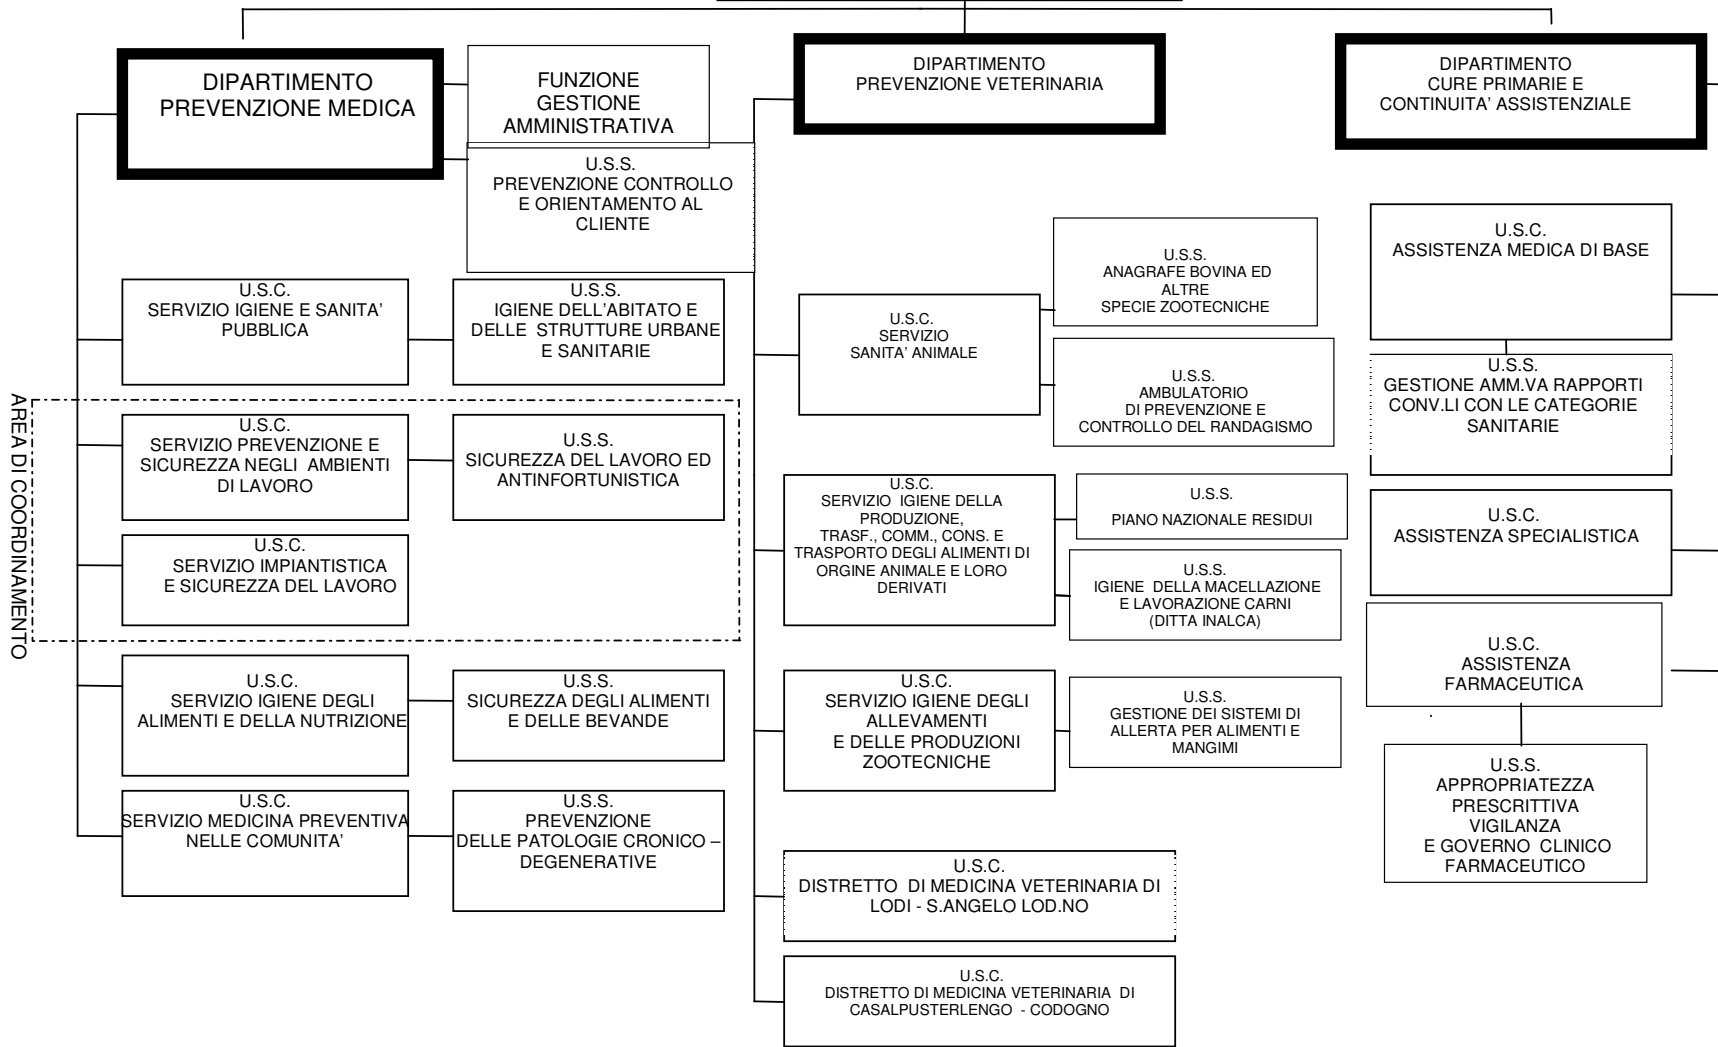 DIPARTIMENTO
PREVENZIONE MEDICA
FUNZIONE
GESTIONE
AMMINISTRATIVA
U.S.S.
PREVENZIONE CONTROLLO
E ORIENTAMENTO AL
CLIENTE
U.S.C.
SERVIZIO IGIENE E SANITA'
PUBBLICA
U.S.S.
IGIENE DELL'ABITATO E
DELLE STRUTTURE URBANE
E SANITARIE
AREA DI COORDINAMENTO
U.S.C.
SERVIZIO PREVENZIONE E
SICUREZZA NEGLI AMBIENTI
DI LAVORO
U.S.S.
SICUREZZA DEL LAVORO ED
ANTINFORTUNISTICA
U.S.C.
SERVIZIO IMPIANTISTICA
E SICUREZZA DEL LAVORO
U.S.C.
SERVIZIO IGIENE DEGLI
ALIMENTI E DELLA NUTRIZIONE
U.S.S.
SICUREZZA DEGLI ALIMENTI
E DELLE BEVANDE
U.S.C.
SERVIZIO MEDICINA PREVENTIVA
NELLE COMUNITA'
U.S.S.
PREVENZIONE
DELLE PATOLOGIE CRONICO –
DEGENERATIVE
DIPARTIMENTO
PREVENZIONE VETERINARIA
U.S.C.
SERVIZIO
SANITA' ANIMALE
U.S.S.
ANAGRAFE BOVINA ED
ALTRE
SPECIE ZOOTECNICHE
U.S.S.
AMBULATORIO
DI PREVENZIONE E
CONTROLLO DEL RANDAGISMO
U.S.C.
SERVIZIO IGIENE DELLA
PRODUZIONE,
TRASF., COMM., CONS. E
TRASPORTO DEGLI ALIMENTI DI
ORGINE ANIMALE E LORO
DERIVATI
U.S.S.
PIANO NAZIONALE RESIDUI
U.S.S.
IGIENE DELLA MACELLAZIONE
E LAVORAZIONE CARNI
(DITTA INALCA)
U.S.C.
SERVIZIO IGIENE DEGLI
ALLEVAMENTI
E DELLE PRODUZIONI
ZOOTECNICHE
U.S.S.
GESTIONE DEI SISTEMI DI
ALLERTA PER ALIMENTI E
MANGIMI
U.S.C.
DISTRETTO DI MEDICINA VETERINARIA DI
LODI - S.ANGELO LOD.NO
U.S.C.
DISTRETTO DI MEDICINA VETERINARIA DI
CASALPUSTERLENGO - CODOGNO
DIPARTIMENTO
CURE PRIMARIE E
CONTINUITA' ASSISTENZIALE
U.S.C.
ASSISTENZA MEDICA DI BASE
U.S.S.
GESTIONE AMM.VA RAPPORTI
CONV.LI CON LE CATEGORIE
SANITARIE
U.S.C.
ASSISTENZA SPECIALISTICA
U.S.C.
ASSISTENZA
FARMACEUTICA
U.S.S.
APPROPRIATEZZA
PRESCRITTIVA
VIGILANZA
E GOVERNO CLINICO
FARMACEUTICO